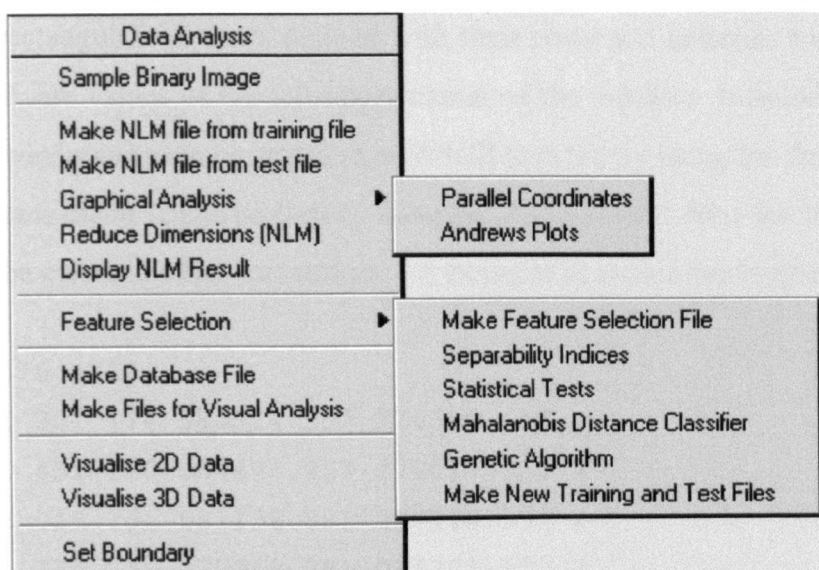 Data Analysis
Sample Binary Image
Make NLM file from training file
Make NLM file from test file
Graphical Analysis
Reduce Dimensions (NLM)
Display NLM Result
Feature Selection
Make Database File
Make Files for Visual Analysis
Visualise 2D Data
Visualise 3D Data
Set Boundary
Parallel Coordinates
Andrews Plots
Make Feature Selection File
Separability Indices
Statistical Tests
Mahalanobis Distance Classifier
Genetic Algorithm
Make New Training and Test Files